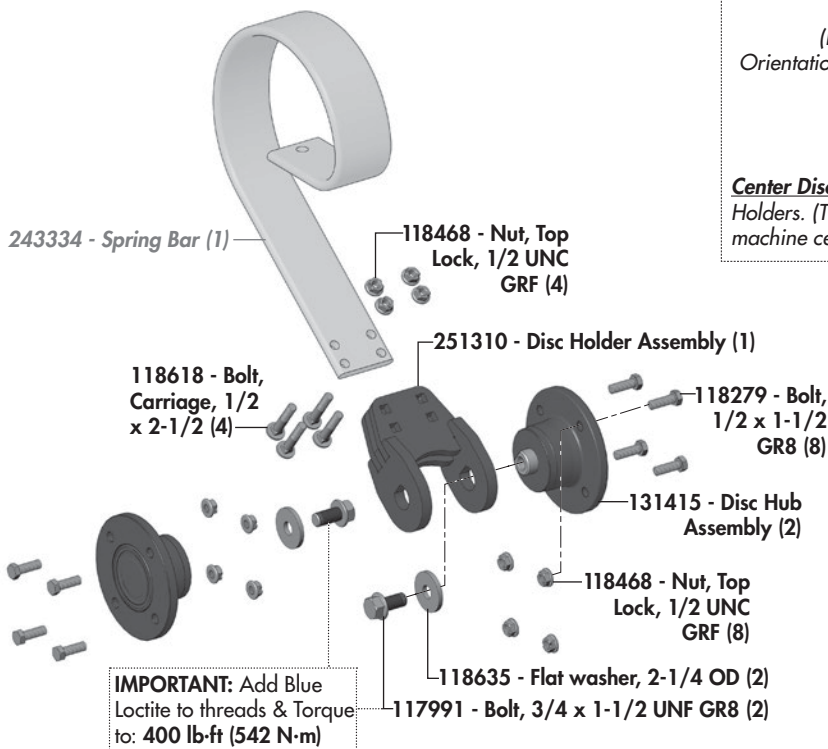 Orientatio
Center Disc
Holders. (T
machine ce
243334 - Spring Bar (1)
118468 - Nut, Top
Lock, 1/2 UNC
GRF (4)
251310 - Disc Holder Assembly (1)
118618 - Bolt,
Carriage, 1/2
x 2-1/2 (4)
118279 - Bolt,
1/2 x 1-1/2
GR8 (8)
131415 - Disc Hub
Assembly (2)
118468 - Nut, Top
Lock, 1/2 UNC
GRF (8)
118635 - Flat washer, 2-1/4 OD (2)
117991 - Bolt, 3/4 x 1-1/2 UNF GR8 (2)
IMPORTANT: Add Blue
Loctite to threads & Torque
to: 400 lb·ft (542 N·m)